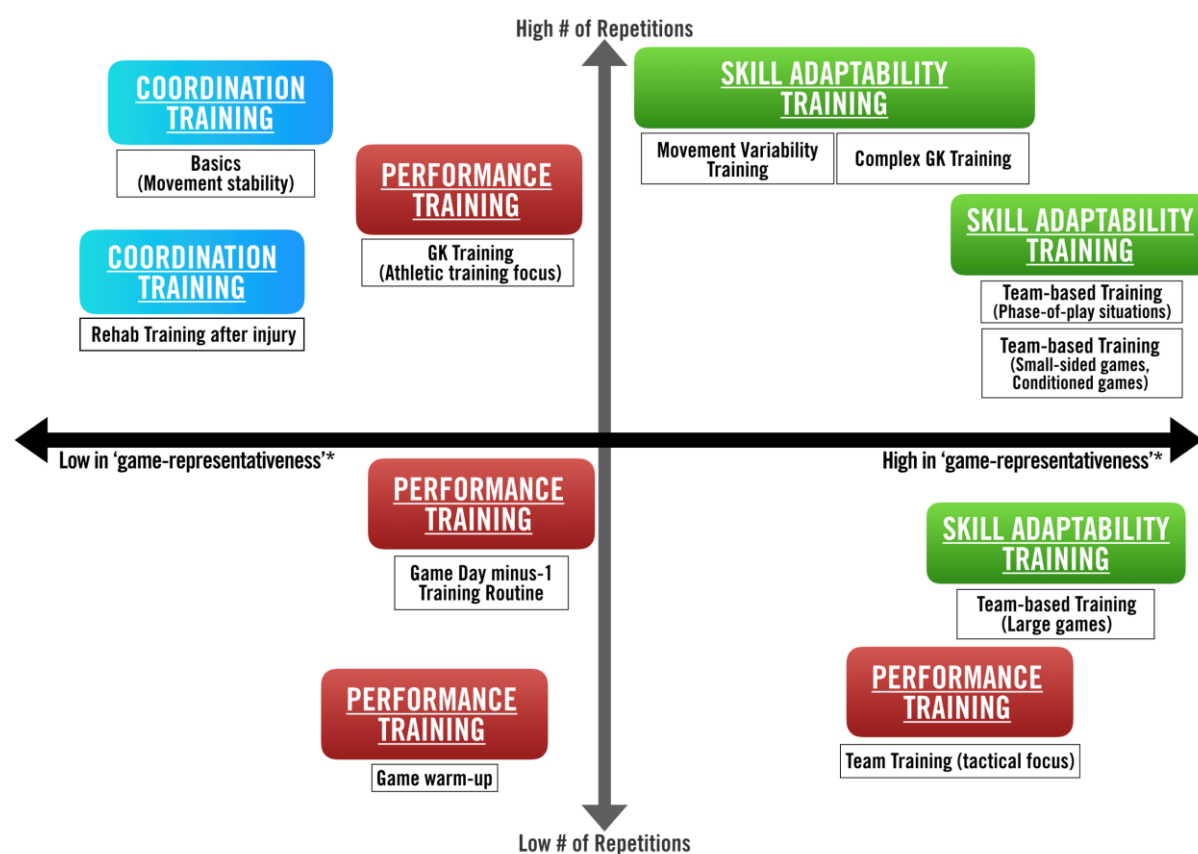 High # of Repetitions
COORDINATION
TRAINING
Basics
(Movement stability)
PERFORMANCE
TRAINING
GK Training
(Athletic training focus)
COORDINATION
TRAINING
Rehab Training after injury
SKILL ADAPTABILITY
TRAINING
Movement Variability
Training
Complex GK Training
SKILL ADAPTABILITY
TRAINING
Team-based Training
(Phase-of-play situations)
Team-based Training
(Small-sided games,
Conditioned games)
Low in ‘game-representativeness’*
High in ‘game-representativeness’*
PERFORMANCE
TRAINING
Game Day minus-1
Training Routine
PERFORMANCE
TRAINING
Game warm-up
SKILL ADAPTABILITY
TRAINING
Team-based Training
(Large games)
PERFORMANCE
TRAINING
Team Training (tactical focus)
Low # of Repetitions